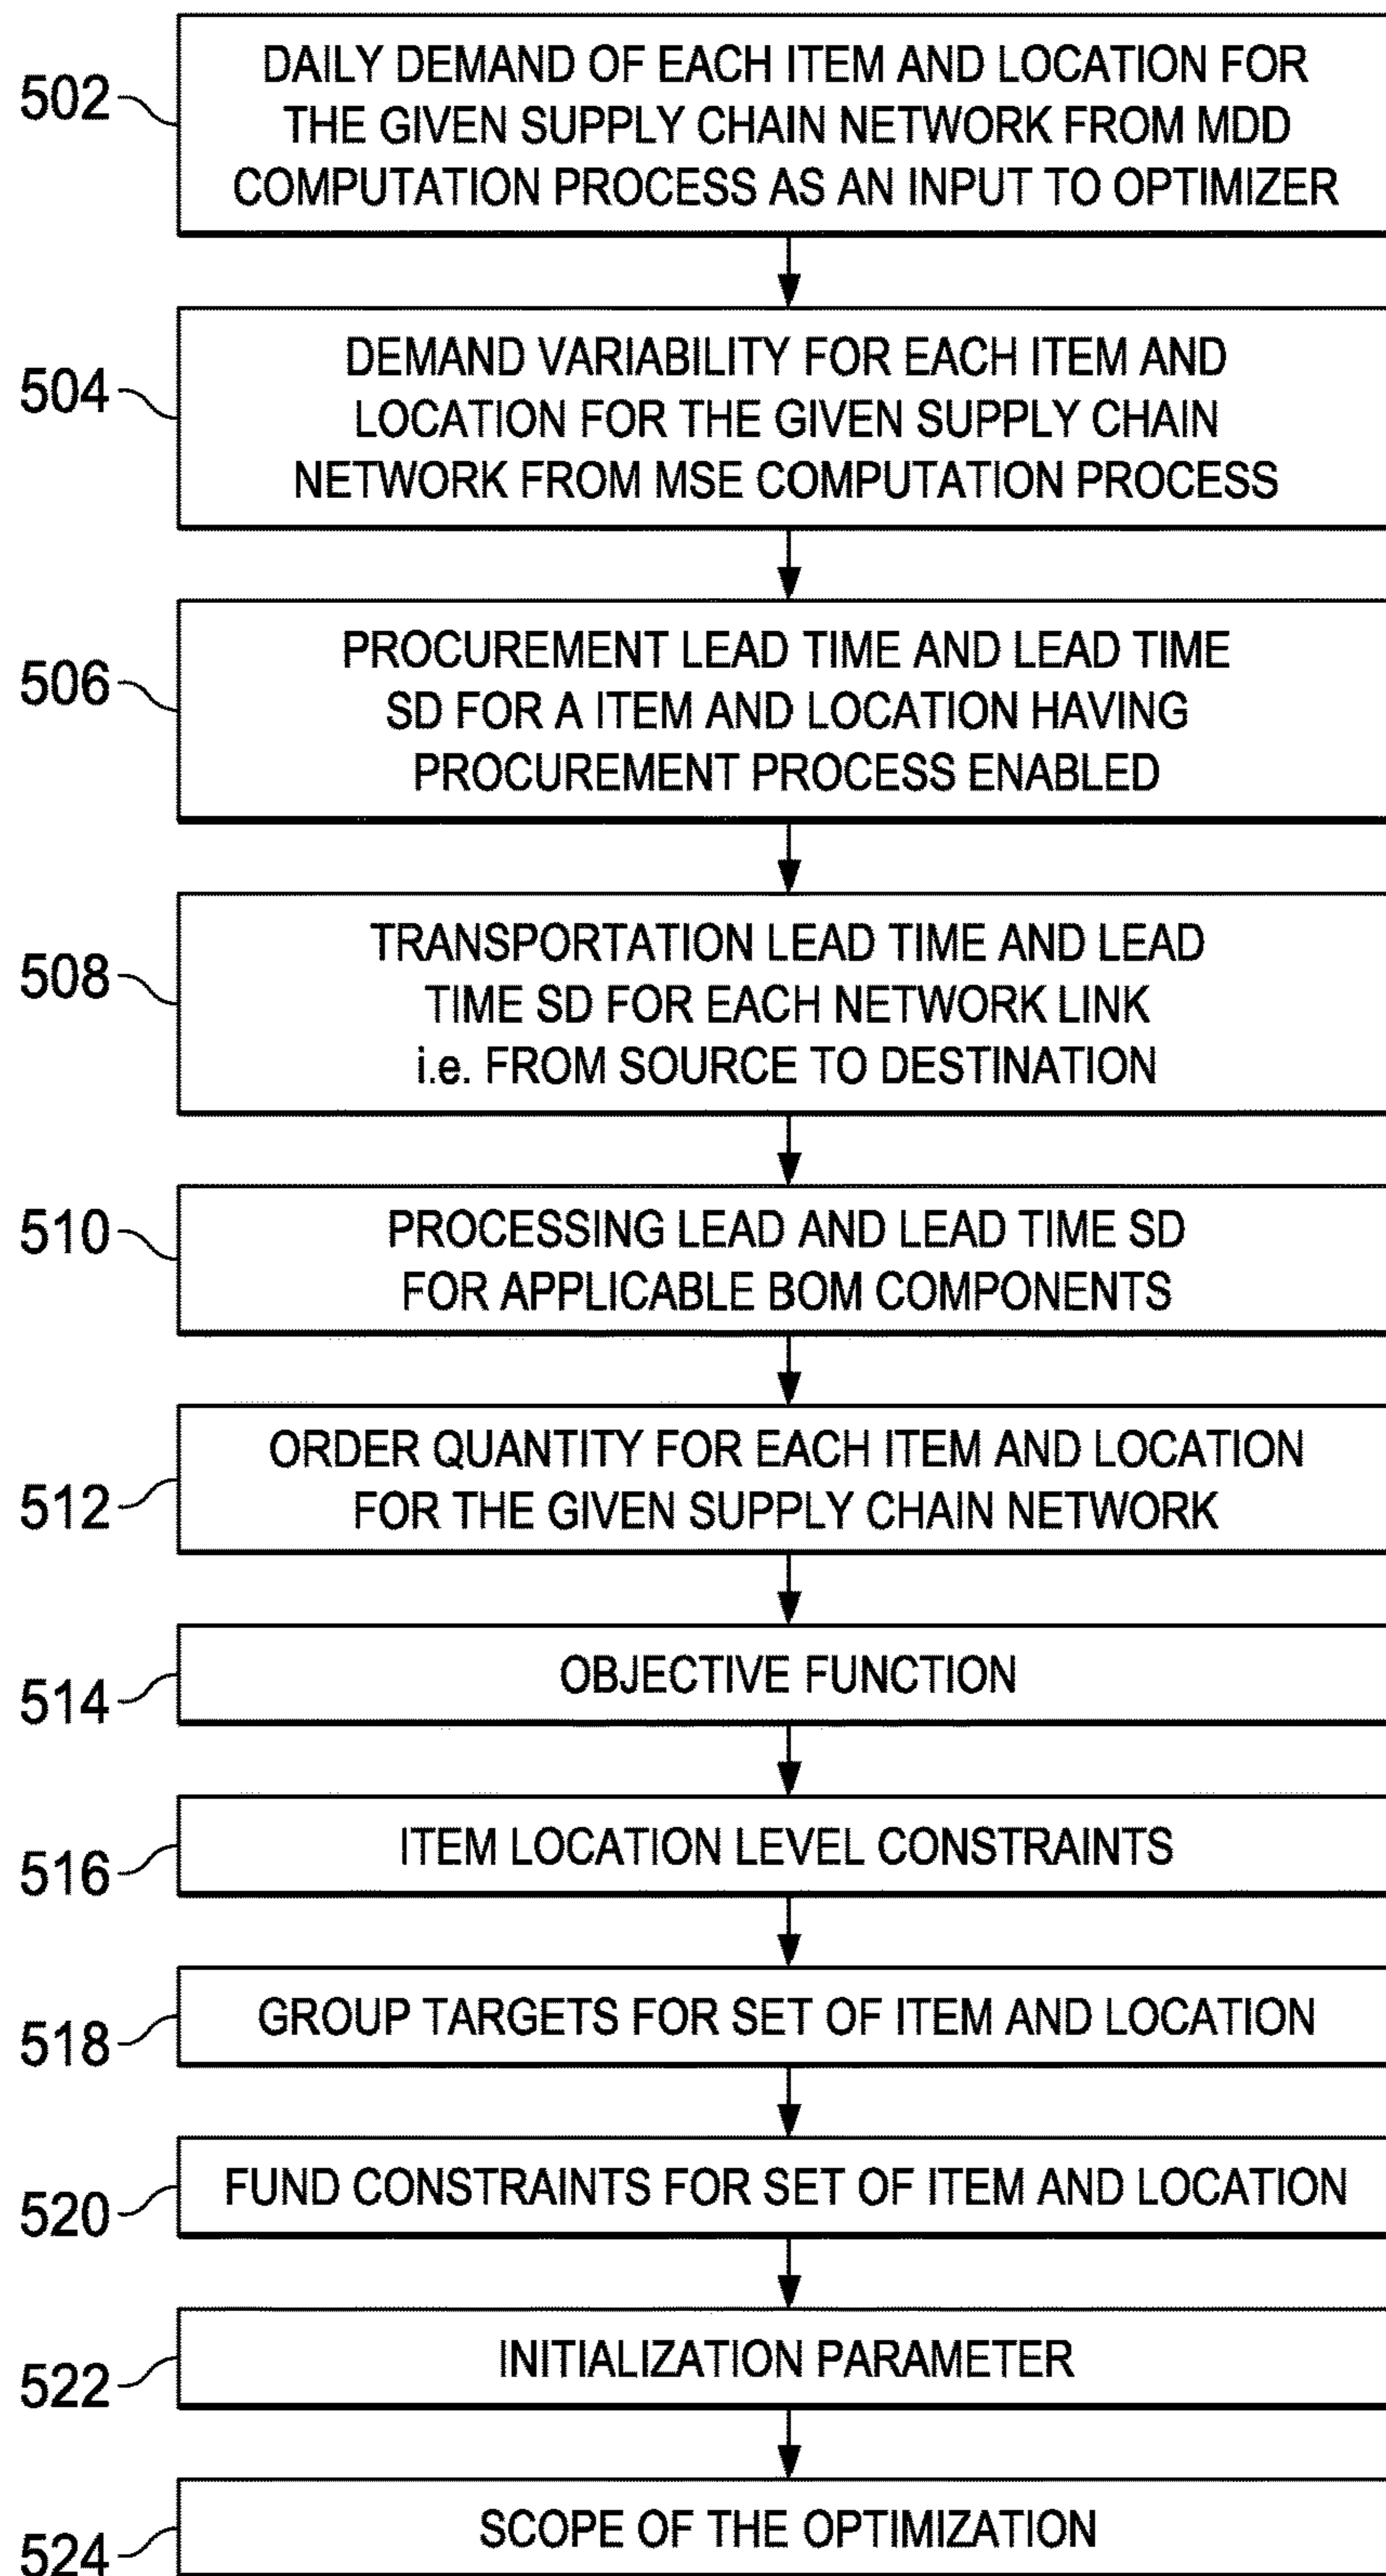 502
DAILY DEMAND OF EACH ITEM AND LOCATION FOR
THE GIVEN SUPPLY CHAIN NETWORK FROM MDD
COMPUTATION PROCESS AS AN INPUT TO OPTIMIZER
504
DEMAND VARIABILITY FOR EACH ITEM AND
LOCATION FOR THE GIVEN SUPPLY CHAIN
NETWORK FROM MSE COMPUTATION PROCESS
506
PROCUREMENT LEAD TIME AND LEAD TIME
SD FOR A ITEM AND LOCATION HAVING
PROCUREMENT PROCESS ENABLED
508
TRANSPORTATION LEAD TIME AND LEAD
TIME SD FOR EACH NETWORK LINK
i.e. FROM SOURCE TO DESTINATION
510
PROCESSING LEAD AND LEAD TIME SD
FOR APPLICABLE BOM COMPONENTS
512
ORDER QUANTITY FOR EACH ITEM AND LOCATION
FOR THE GIVEN SUPPLY CHAIN NETWORK
514
OBJECTIVE FUNCTION
516
ITEM LOCATION LEVEL CONSTRAINTS
518
GROUP TARGETS FOR SET OF ITEM AND LOCATION
520
FUND CONSTRAINTS FOR SET OF ITEM AND LOCATION
522
INITIALIZATION PARAMETER
524
SCOPE OF THE OPTIMIZATION